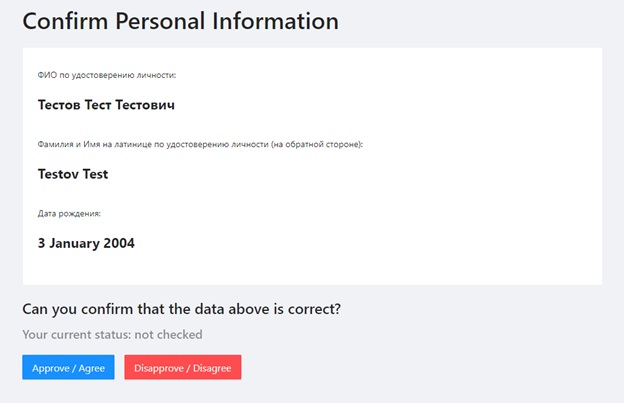 Confirm Personal Information
ФИО по удостоверению личности:
Тестов Тест Тестович
Фамилия и Имя на латинице по удостоверению личности (на обратной стороне):
Testov Test
Дата рождения:
3 January 2004
Can you confirm that the data above is correct?
Your current status: not checked
Approve / Agree
Disapprove / Disagree